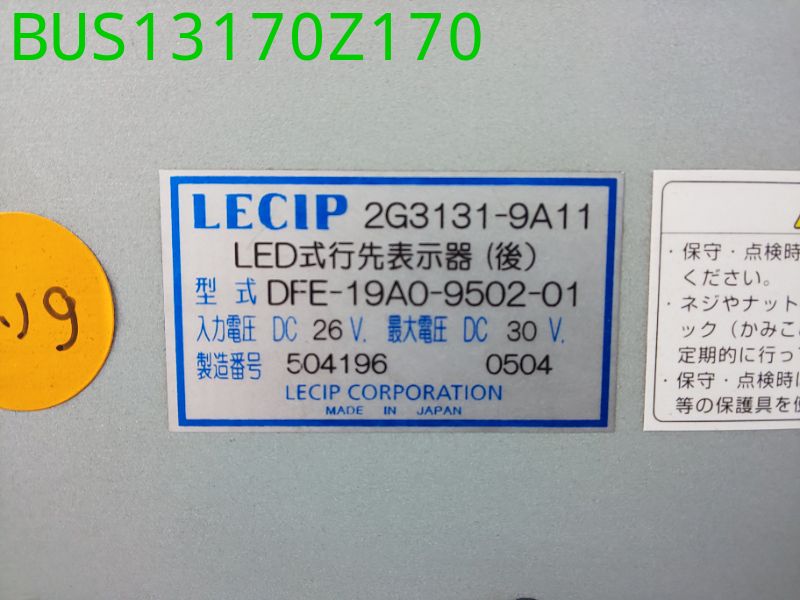 BUS13170Z170
LECIP 2G3131-9A11
LED式行先表示器(後)
型式 DFE-19A0-9502-01
入力電圧 DC 26 V. 最大電圧 DC 30 V.
製造番号 504196 0504
LECIP CORPORATION
MADE IN JAPAN
・保守・点検時
ください。
・ネジやナット
ック(かみこ
定期的に行っ
・保守・点検時に
等の保護具を使